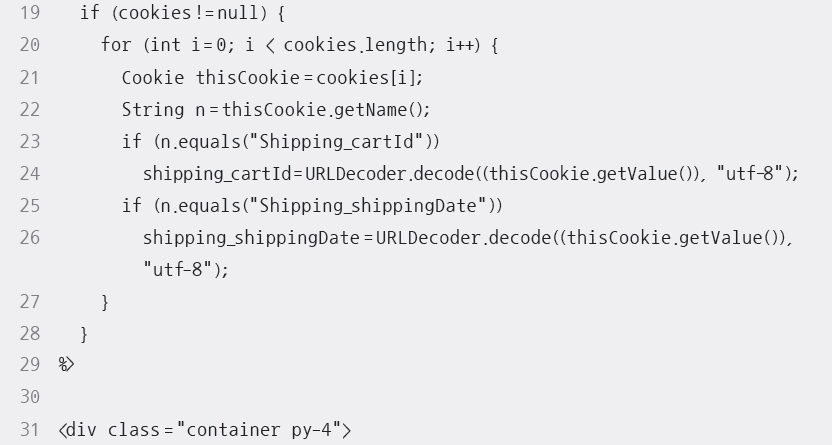 19 if (cookies!=null) {
20 for (int i=0; i < cookies.length; i++) {
21 Cookie thisCookie=cookies[i];
22 String n=thisCookie.getName();
23 if (n.equals("Shipping_cartId"))
24 shipping_cartId=URLDecoder.decode((thisCookie.getValue()), "utf-8");
25 if (n.equals("Shipping_shippingDate"))
26 shipping_shippingDate=URLDecoder.decode((thisCookie.getValue()),
"utf-8");
27 }
28 }
29 %>
30
31 <div class="container py-4">